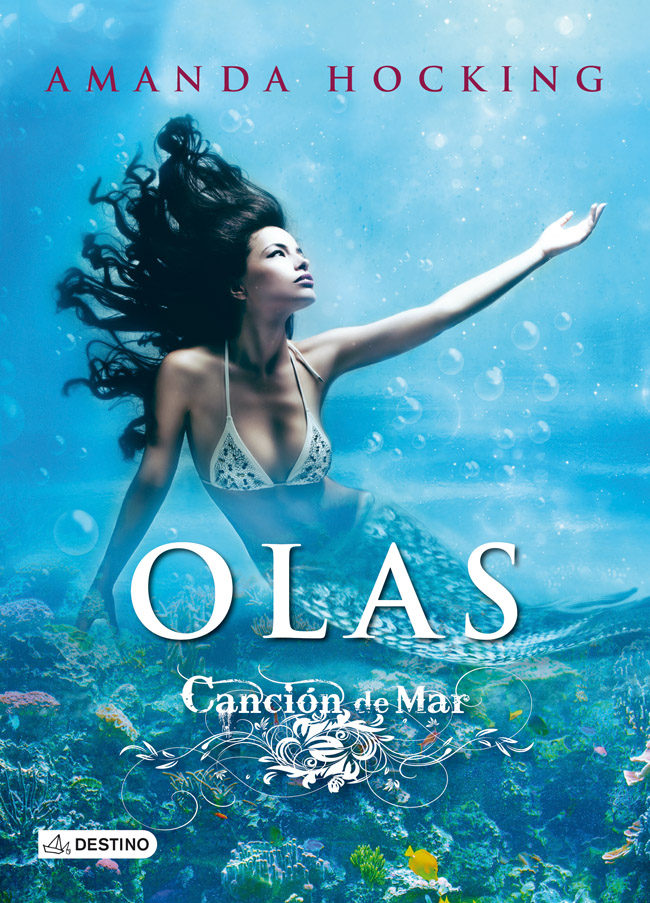 AMANDA HOCKING
OLAS
Canción de Mar
DESTINO